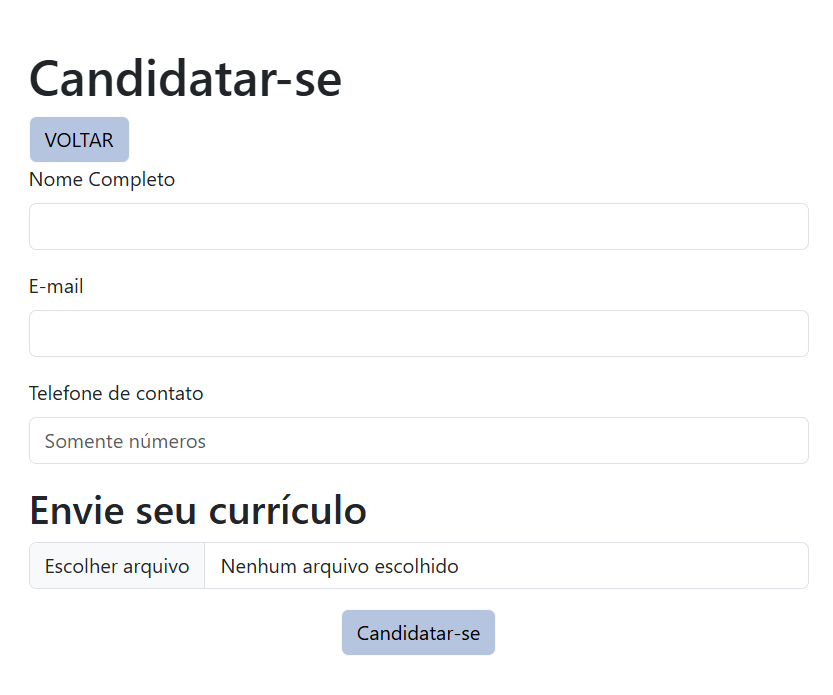 Candidatar-se
VOLTAR
Nome Completo
E-mail
Telefone de contato
Somente números
Envie seu currículo
Escolher arquivo Nenhum arquivo escolhido
Candidatar-se